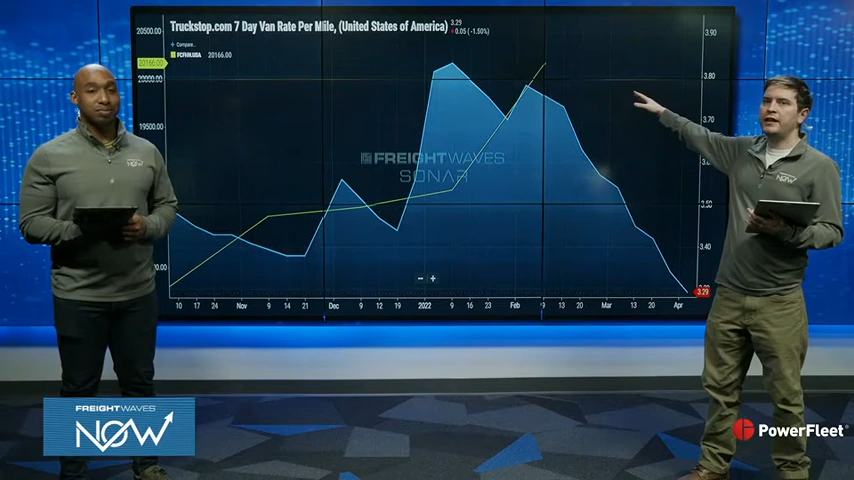 Truckstop.com 7 Day Van Rate Per Mile, (United States of America)
3.29
0.05 (-1.50%)
+ Compare...
FCFHM.USA 20166.00
20500.00
20166.00
20000.00
19500.00
3.90
3.80
3.70
3.50
3.40
3.29
FREIGHTWAVES
SONAR
10 17 24 Nov 9 14 21 Dec 6 12 19 2022 9 16 23 Feb 9 13 20 Mar 13 20 Apr
NOW
NOW
FREIGHTWAVES
NOW
PowerFleet